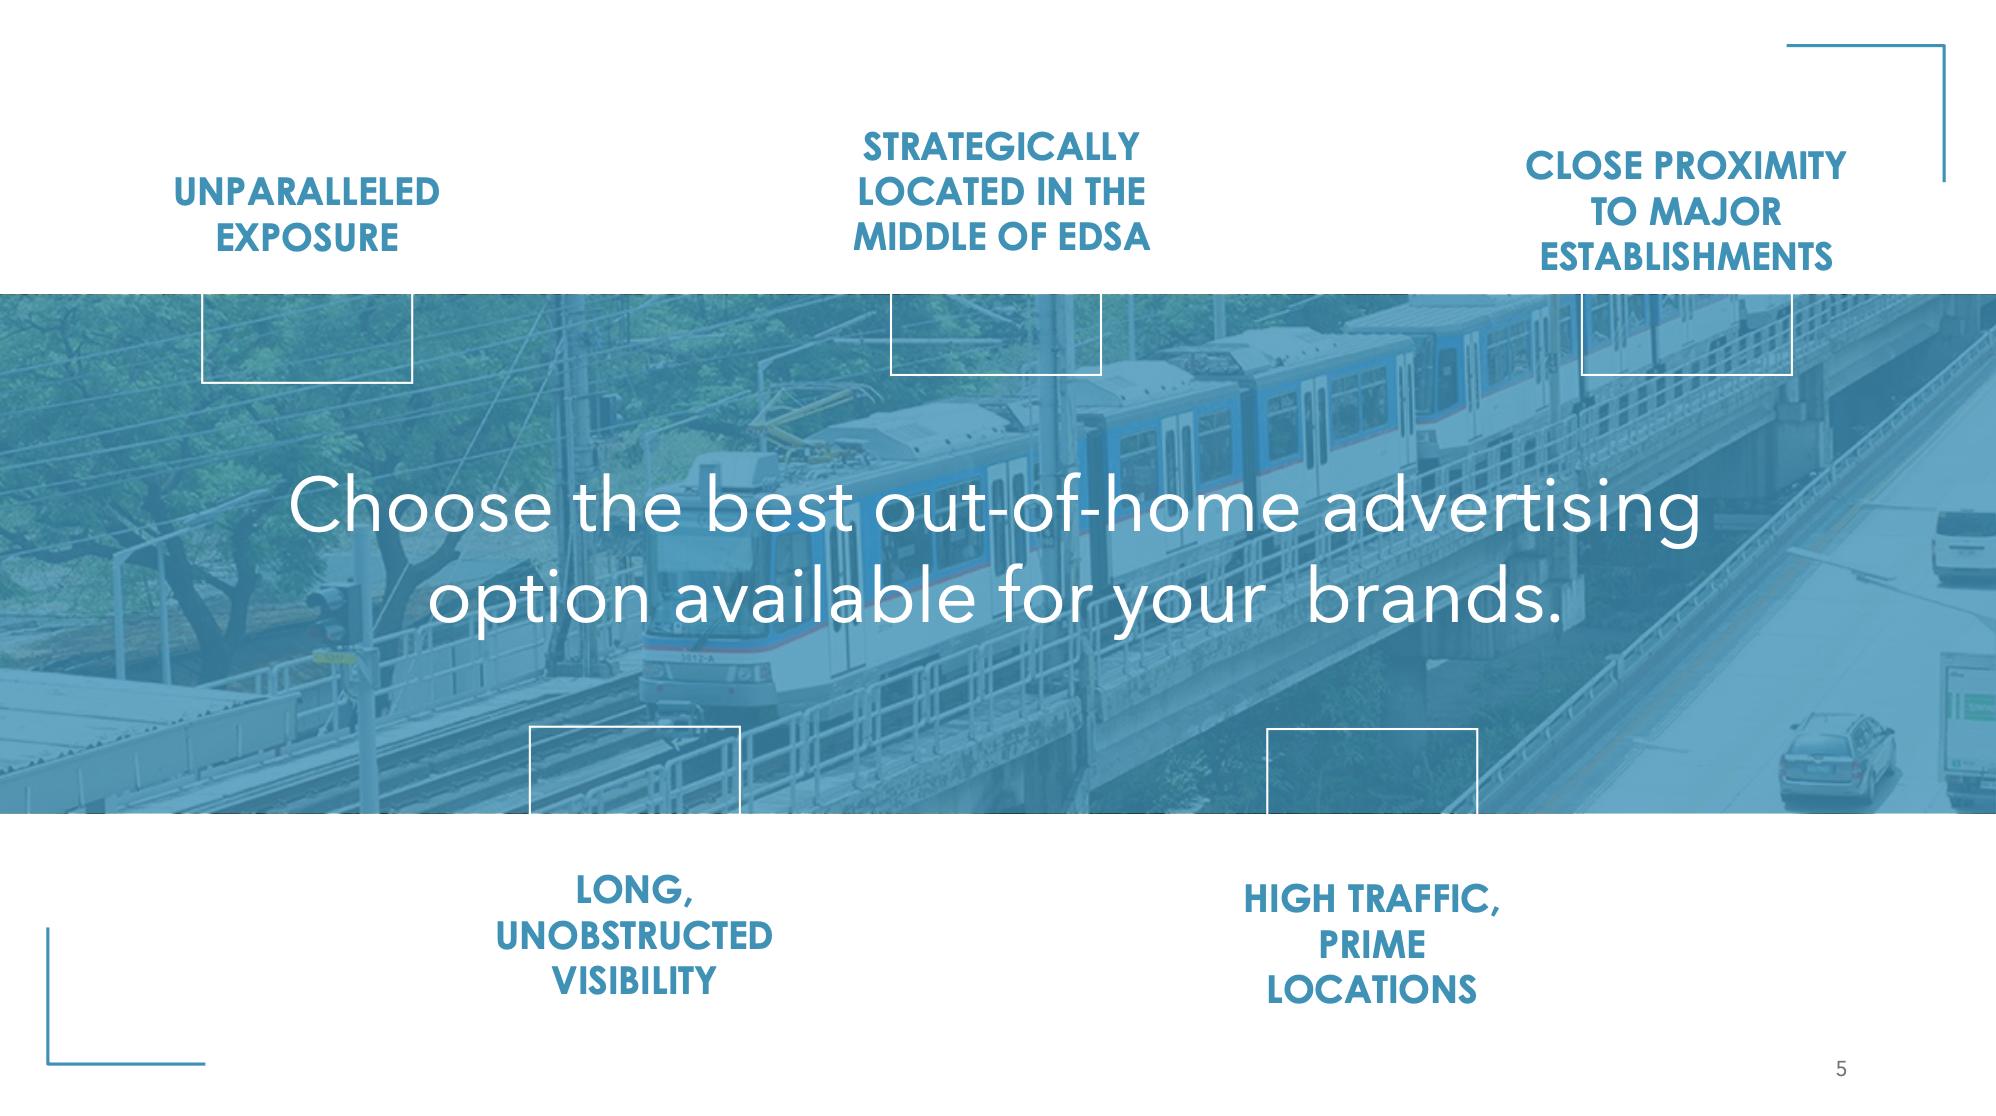 UNPARALLELED
EXPOSURE
STRATEGICALLY
LOCATED IN THE
MIDDLE OF EDSA
CLOSE PROXIMITY
TO MAJOR
ESTABLISHMENTS
Choose the best out-of-home advertising
option available for your  brands.
LONG,
UNOBSTRUCTED
VISIBILITY
HIGH TRAFFIC,
PRIME
LOCATIONS
5